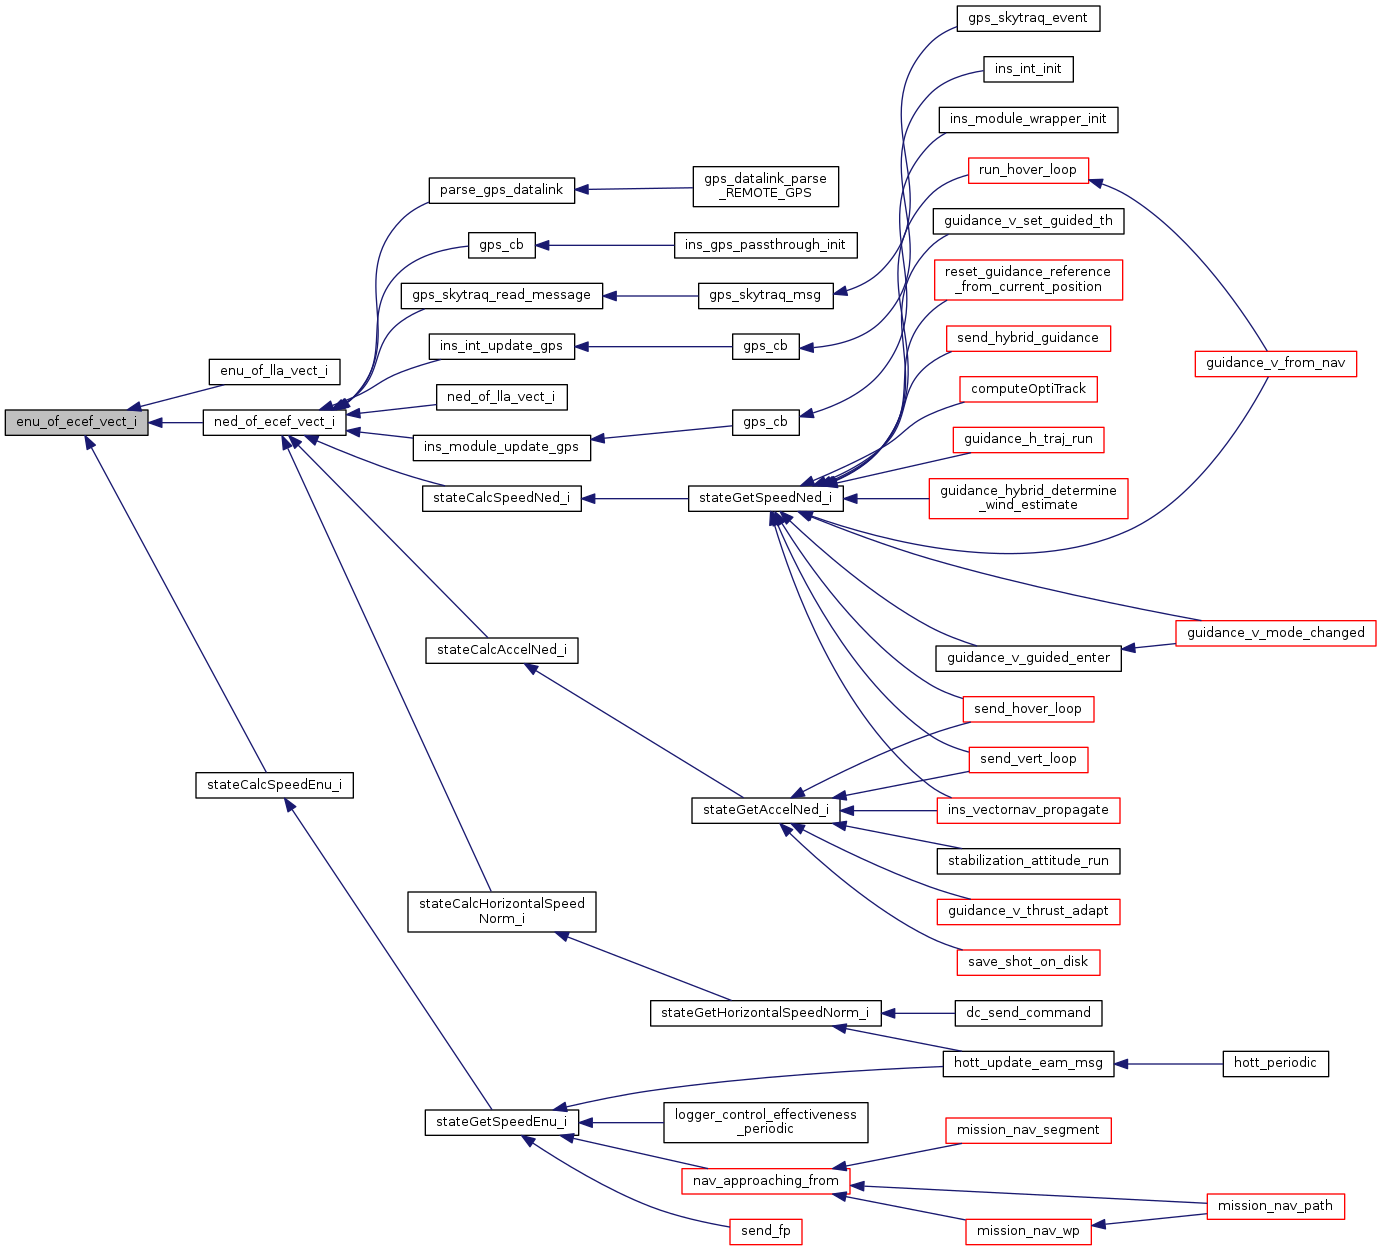 gps_skytraq_event
ins_int_init
ins_module_wrapper_init
run_hover_loop
parse_gps_datalink
gps_datalink_parse
_REMOTE_GPS
guidance_v_set_guided_th
gps_cb
ins_gps_passthrough_init
reset_guidance_reference
_from_current_position
gps_skytraq_read_message
gps_skytraq_msg
send_hybrid_guidance
ins_int_update_gps
gps_cb
guidance_v_from_nav
enu_of_lla_vect_i
computeOptiTrack
ned_of_lla_vect_i
enu_of_ecef_vect_i
ned_of_ecef_vect_i
gps_cb
guidance_h_traj_run
ins_module_update_gps
stateCalcSpeedNed_i
stateGetSpeedNed_i
guidance_hybrid_determine
_wind_estimate
guidance_v_mode_changed
stateCalcAccelNed_i
guidance_v_guided_enter
send_hover_loop
send_vert_loop
stateCalcSpeedEnu_i
stateGetAccelNed_i
ins_vectornav_propagate
stabilization_attitude_run
stateCalcHorizontalSpeed
Norm_i
guidance_v_thrust_adapt
save_shot_on_disk
stateGetHorizontalSpeedNorm_i
dc_send_command
hott_update_eam_msg
hott_periodic
stateGetSpeedEnu_i
logger_control_effectiveness
_periodic
mission_nav_segment
nav_approaching_from
mission_nav_path
send_fp
mission_nav_wp